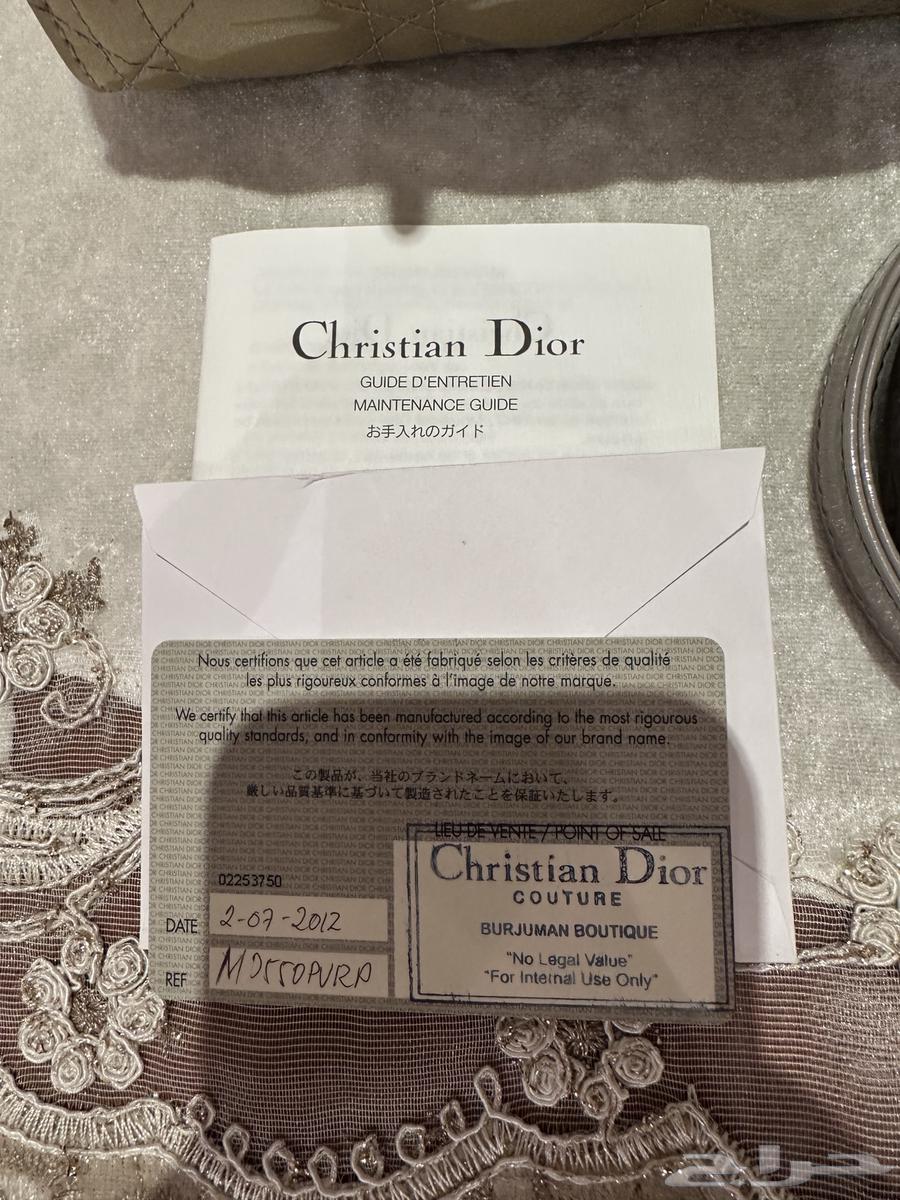 Christian Dior
GUIDE D'ENTRETIEN
MAINTENANCE GUIDE
お手入れのガイド
Nous certifions que cet article a été fabriqué selon les critères de qualité
les plus rigoureux conformes à l'image de notre marque.
We certify that this article has been manufactured according to the most rigourous
quality standards, and in conformity with the image of our brand name.
この製品が、当社のブランドネームにおいて、
厳しい品質基準に基づいて製造されたことを保証いたします。
LIEU DE VENTE / POINT OF SALE
Christian Dior
COUTURE
BURJUMAN BOUTIQUE
"No Legal Value"
"For Internal Use Only"
02253750
DATE 2-07-2012
REF M0550PVRP
حراج